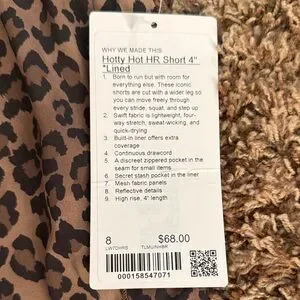 WHY WE MADE THIS
Hotty Hot HR Short 4"
*Lined
1. Born to run but with room for
everything else. These iconic
shorts are cut with a wider leg so
you can move freely through
every stride, squat, and step up
2. Swift fabric is lightweight, four-
way stretch, sweat-wicking, and
quick-drying
3. Built-in liner offers extra
coverage
4. Continuous drawcord
5. A discreet zippered pocket in the
seam for small items
6. Secret stash pocket in the liner
7. Mesh fabric panels
8. Reflective details
9. High rise, 4" length
8 $68.00
LW7DHRS
000158547071